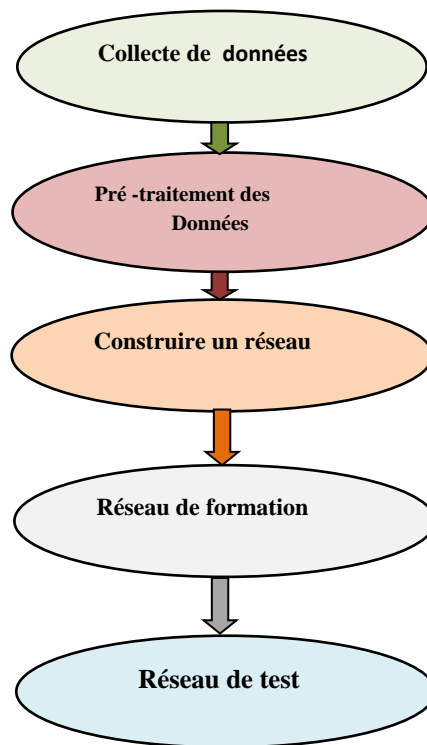 Collecte de données
Pré -traitement des
Données
Construire un réseau
Réseau de formation
Réseau de test